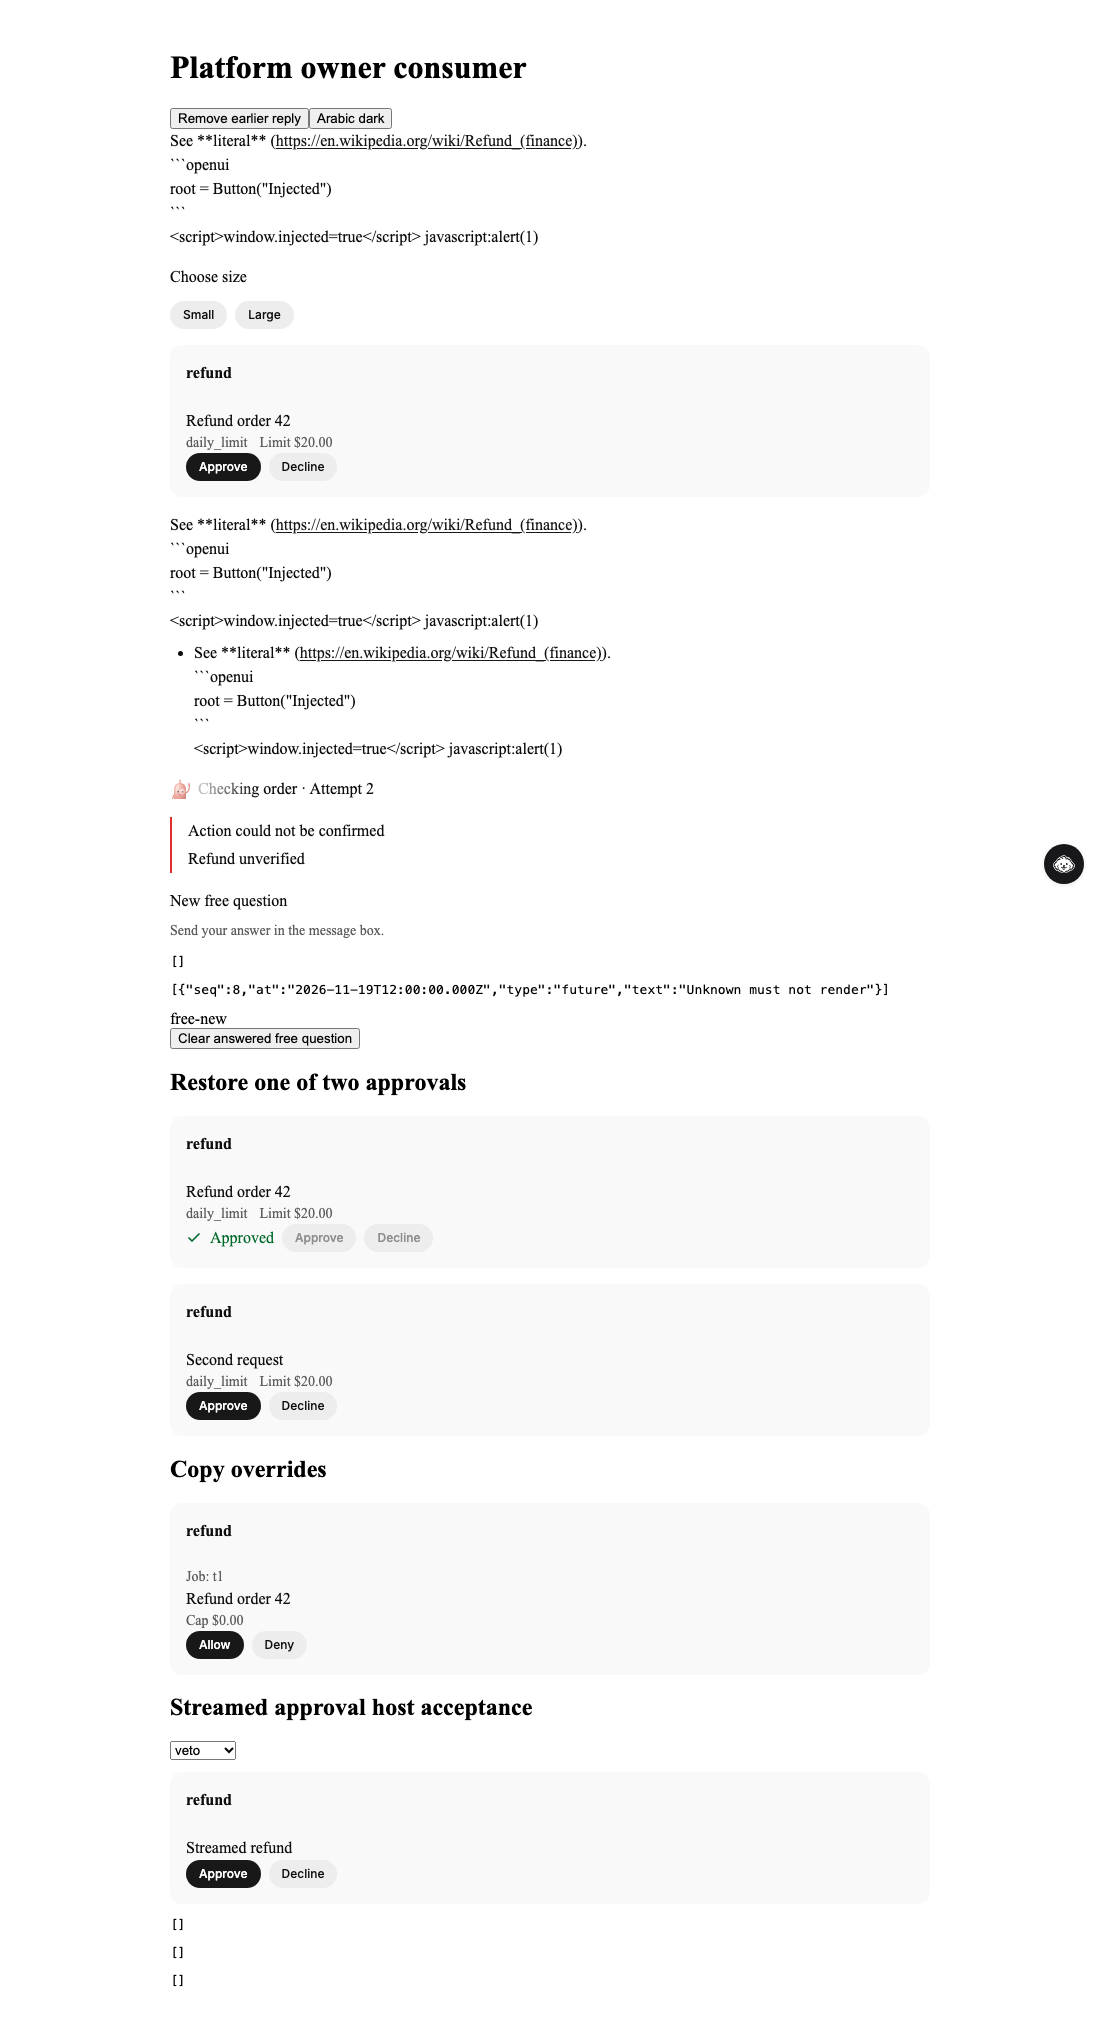 Platform owner consumer
Remove earlier reply Arabic dark
See **literal** (https://en.wikipedia.org/wiki/Refund_(finance)).
```openui
root = Button("Injected")
```
<script>window.injected=true</script> javascript:alert(1)
Choose size
Small Large
refund
Refund order 42
daily_limit Limit $20.00
Approve Decline
See **literal** (https://en.wikipedia.org/wiki/Refund_(finance)).
```openui
root = Button("Injected")
```
<script>window.injected=true</script> javascript:alert(1)
• See **literal** (https://en.wikipedia.org/wiki/Refund_(finance)).
```openui
root = Button("Injected")
```
<script>window.injected=true</script> javascript:alert(1)
Checking order · Attempt 2
Action could not be confirmed
Refund unverified
New free question
Send your answer in the message box.
[]
[{"seq":8,"at":"2026-11-19T12:00:00.000Z","type":"future","text":"Unknown must not render"}]
free-new
Clear answered free question
Restore one of two approvals
refund
Refund order 42
daily_limit Limit $20.00
Approved Approve Decline
refund
Second request
daily_limit Limit $20.00
Approve Decline
Copy overrides
refund
Job: t1
Refund order 42
Cap $0.00
Allow Deny
Streamed approval host acceptance
veto
refund
Streamed refund
Approve Decline
[]
[]
[]